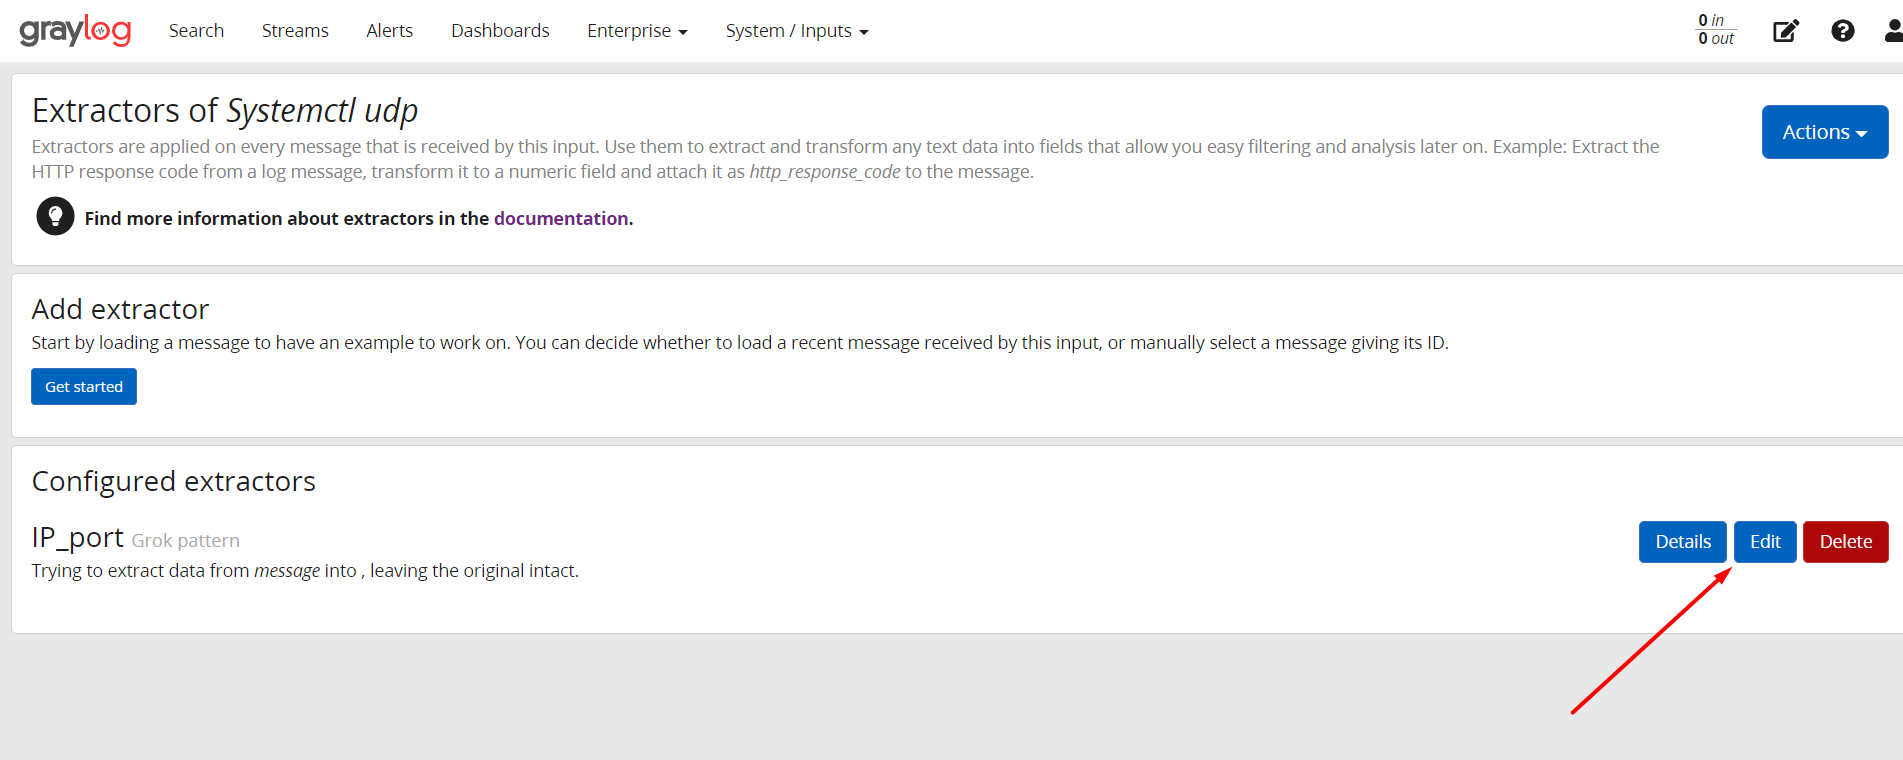 graylog Search Streams Alerts Dashboards Enterprise System / Inputs 0 in
0 out
Extractors of Systemctl udp
Actions
Extractors are applied on every message that is received by this input. Use them to extract and transform any text data into fields that allow you easy filtering and analysis later on. Example: Extract the
HTTP response code from a log message, transform it to a numeric field and attach it as http_response_code to the message.
Find more information about extractors in the documentation.
Add extractor
Start by loading a message to have an example to work on. You can decide whether to load a recent message received by this input, or manually select a message giving its ID.
Get started
Configured extractors
IP_port Grok pattern Details Edit Delete
Trying to extract data from message into , leaving the original intact.